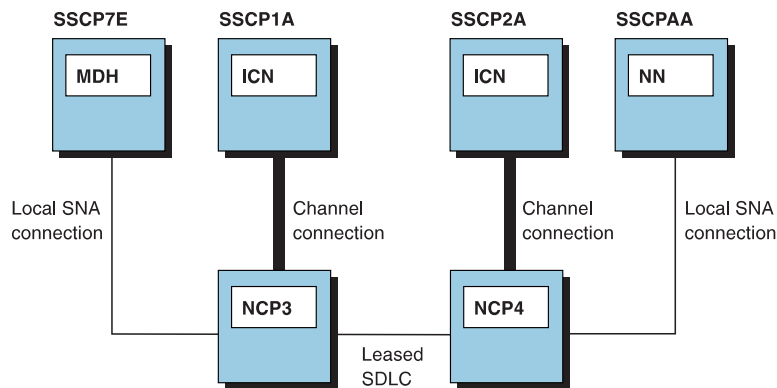 SSCP7E
SSCP1A
SSCP2A
SSCPAA
MDH
ICN
ICN
NN
Local SNA
connection
Channel
connection
Channel
connection
Local SNA
connection
NCP3
NCP4
Leased
SDLC